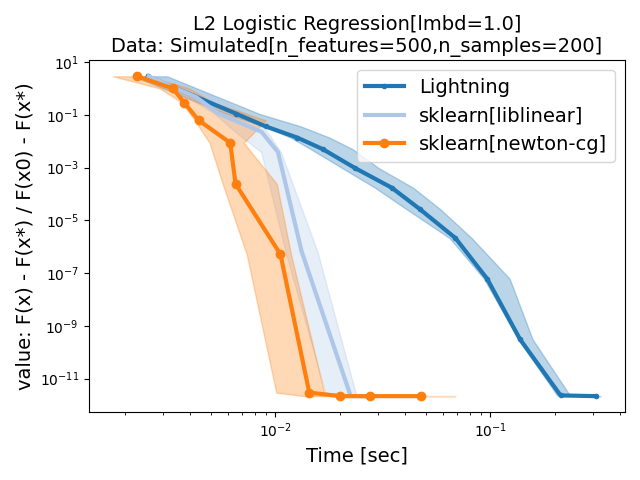 L2 Logistic Regression[lmbd=1.0]
Data: Simulated[n_features=500,n_samples=200]
value: F(x) - F(x*) / F(x0) - F(x*)
10¹
10⁻¹
10⁻³
10⁻⁵
10⁻⁷
10⁻⁹
10⁻¹¹
Lightning
sklearn[liblinear]
sklearn[newton-cg]
10⁻² 10⁻¹
Time [sec]